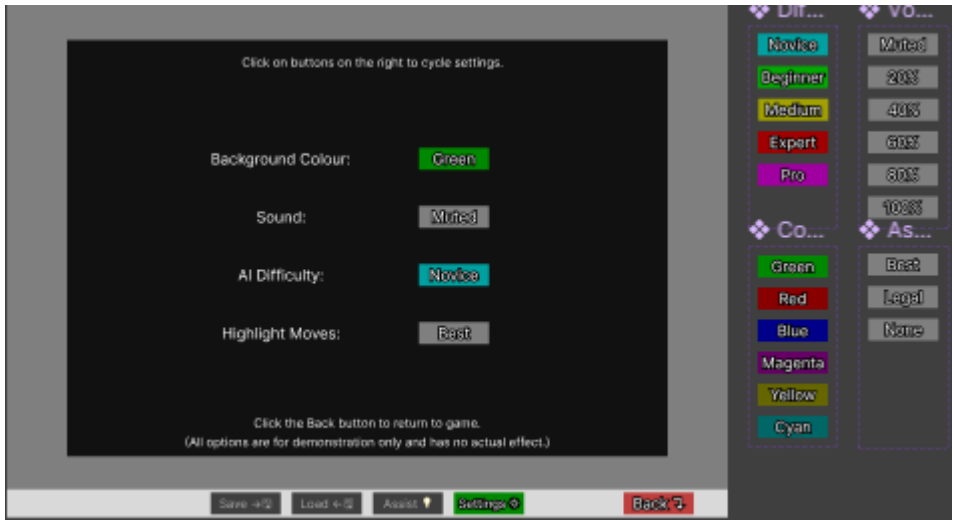 Click on buttons on the right to cycle settings.
Background Colour: Green
Sound: Muted
AI Difficulty: Novice
Highlight Moves: Best
Click the Back button to return to game.
(All options are for demonstration only and has no actual effect.)
Save Load Assist Settings Back
Dif...
Novice
Beginner
Medium
Expert
Pro
Vo...
Muted
20%
40%
60%
80%
100%
Co...
Green
Red
Blue
Magenta
Yellow
Cyan
As...
Best
Legal
None